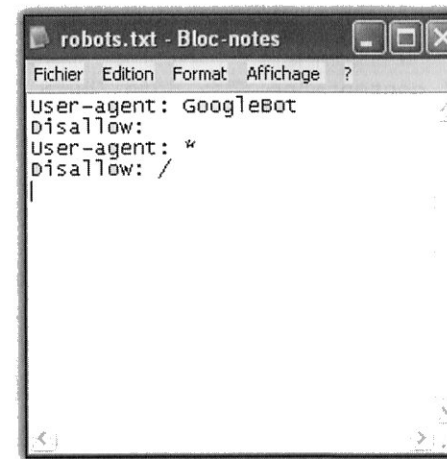 robots.txt - Bloc-notes
Fichier Edition Format Affichage ?
User-agent: GoogleBot
Disallow:
User-agent: *
Disallow: /